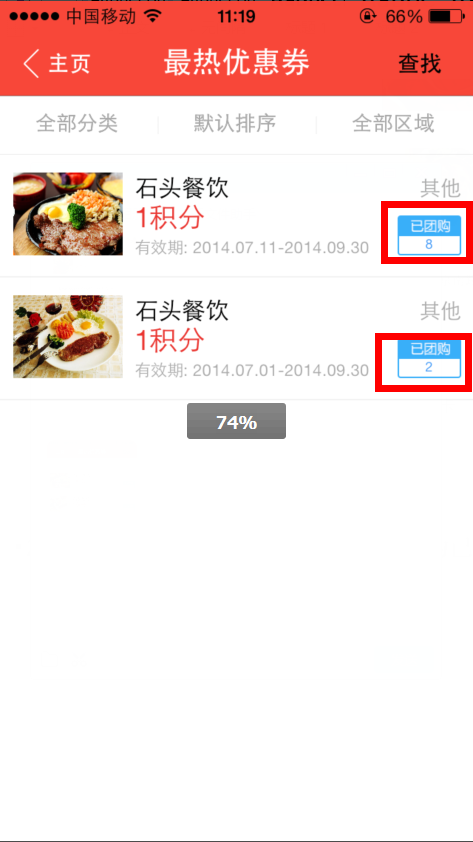 中国移动 11:19 66%
主页 最热优惠券 查找
全部分类 默认排序 全部区域
石头餐饮 其他
1积分
已团购
8
有效期: 2014.07.11-2014.09.30
石头餐饮 其他
1积分
已团购
2
有效期: 2014.07.01-2014.09.30
74%